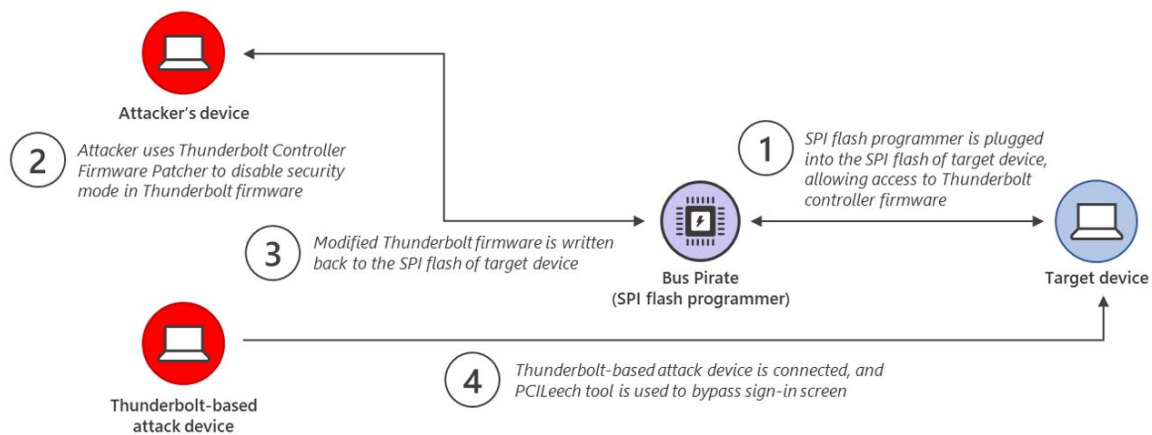 Attacker's device
2
Attacker uses Thunderbolt Controller
Firmware Patcher to disable security
mode in Thunderbolt firmware
1
SPI flash programmer is plugged
into the SPI flash of target device,
allowing access to Thunderbolt
controller firmware
3
Modified Thunderbolt firmware is written
back to the SPI flash of target device
Bus Pirate
(SPI flash programmer)
Target device
Thunderbolt-based
attack device
4
Thunderbolt-based attack device is connected, and
PCILeech tool is used to bypass sign-in screen